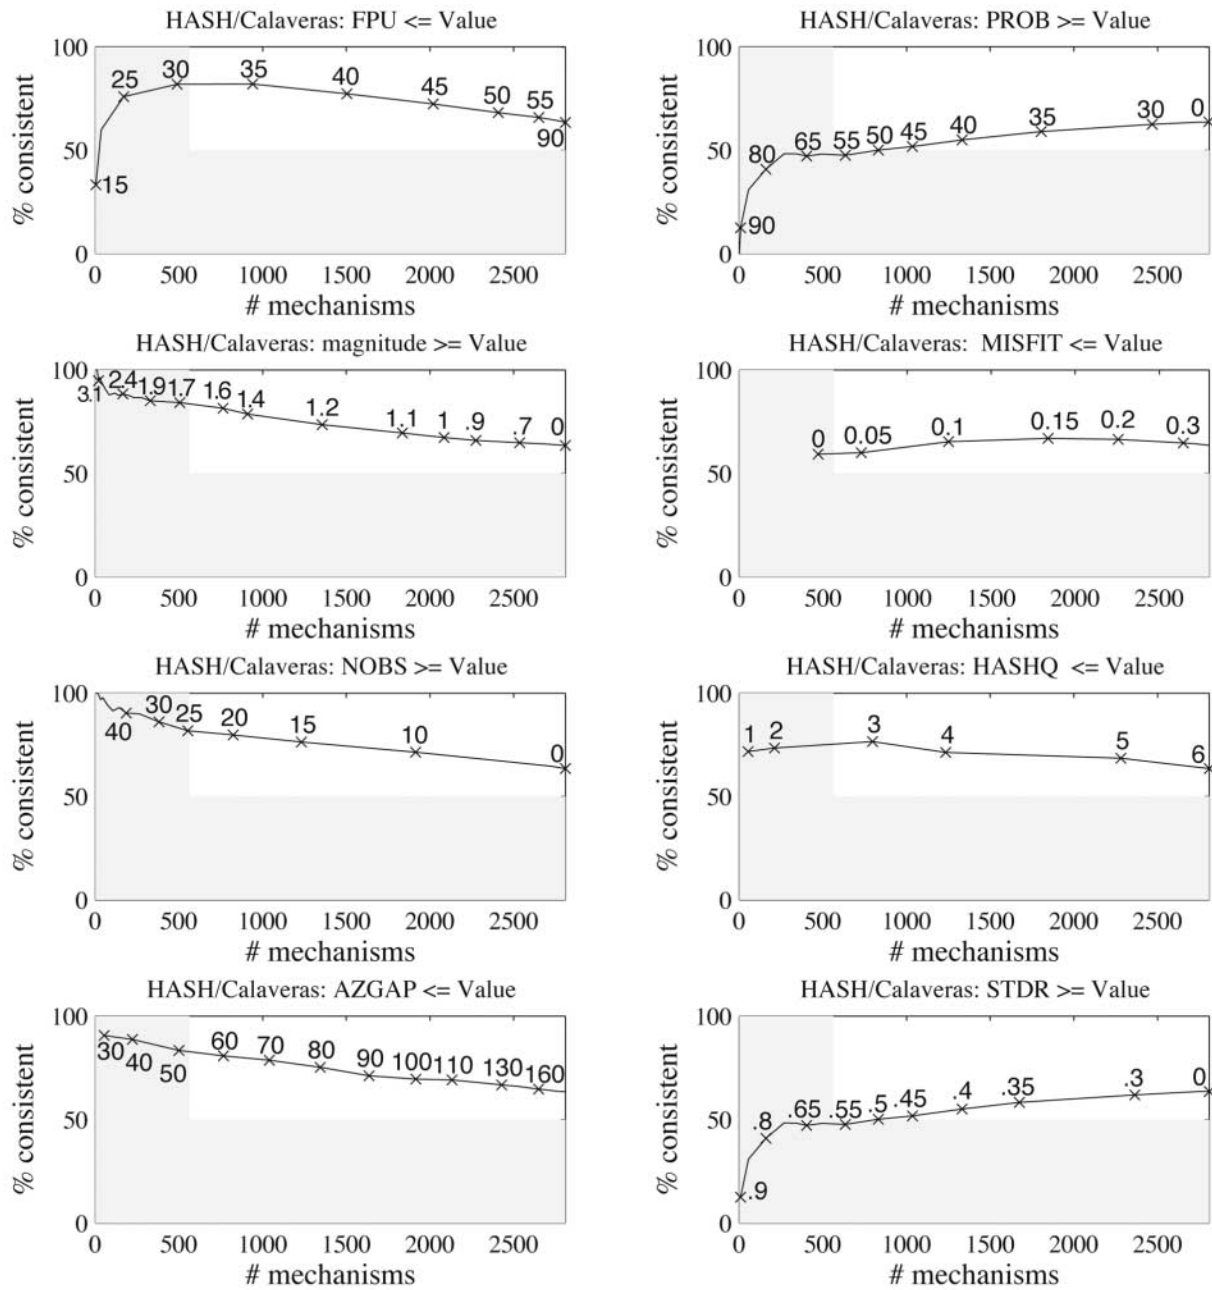 HASH/Calaveras: FPU <= Value
% consistent
100
50
0
15
25
30
35
40
45
50
55
90
0 500 1000 1500 2000 2500
# mechanisms
HASH/Calaveras: PROB >= Value
% consistent
100
50
0
90
80
65
55
50
45
40
35
30
0
0 500 1000 1500 2000 2500
# mechanisms
HASH/Calaveras: magnitude >= Value
% consistent
100
50
0
3.1
2.4
1.9
1.7
1.6
1.4
1.2
1.1
1
.9
.7
0
0 500 1000 1500 2000 2500
# mechanisms
HASH/Calaveras: MISFIT <= Value
% consistent
100
50
0
0
0.05
0.1
0.15
0.2
0.3
0 500 1000 1500 2000 2500
# mechanisms
HASH/Calaveras: NOBS >= Value
% consistent
100
50
0
40
30
25
20
15
10
0
0 500 1000 1500 2000 2500
# mechanisms
HASH/Calaveras: HASHQ <= Value
% consistent
100
50
0
1
2
3
4
5
6
0 500 1000 1500 2000 2500
# mechanisms
HASH/Calaveras: AZGAP <= Value
% consistent
100
50
0
30
40
50
60
70
80
90
100
110
130
160
0 500 1000 1500 2000 2500
# mechanisms
HASH/Calaveras: STDR >= Value
% consistent
100
50
0
.9
.8
.65
.55
.5
.45
.4
.35
.3
0
0 500 1000 1500 2000 2500
# mechanisms